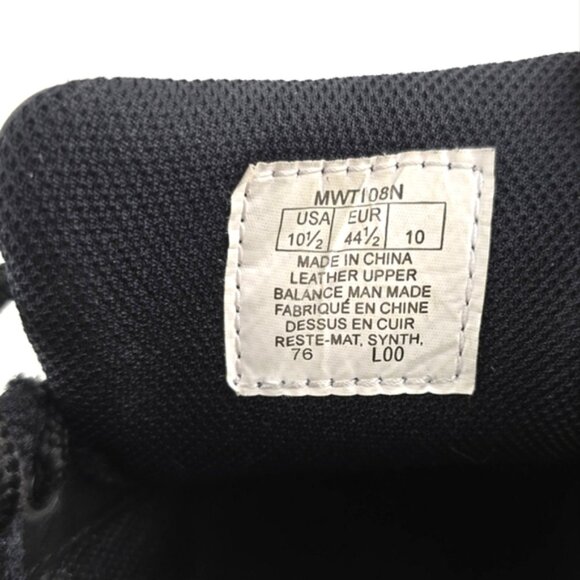 MWT108N
USA EUR
10½ 44½ 10
MADE IN CHINA
LEATHER UPPER
BALANCE MAN MADE
FABRIQUÉ EN CHINE
DESSUS EN CUIR
RESTE-MAT, SYNTH,
76 L00